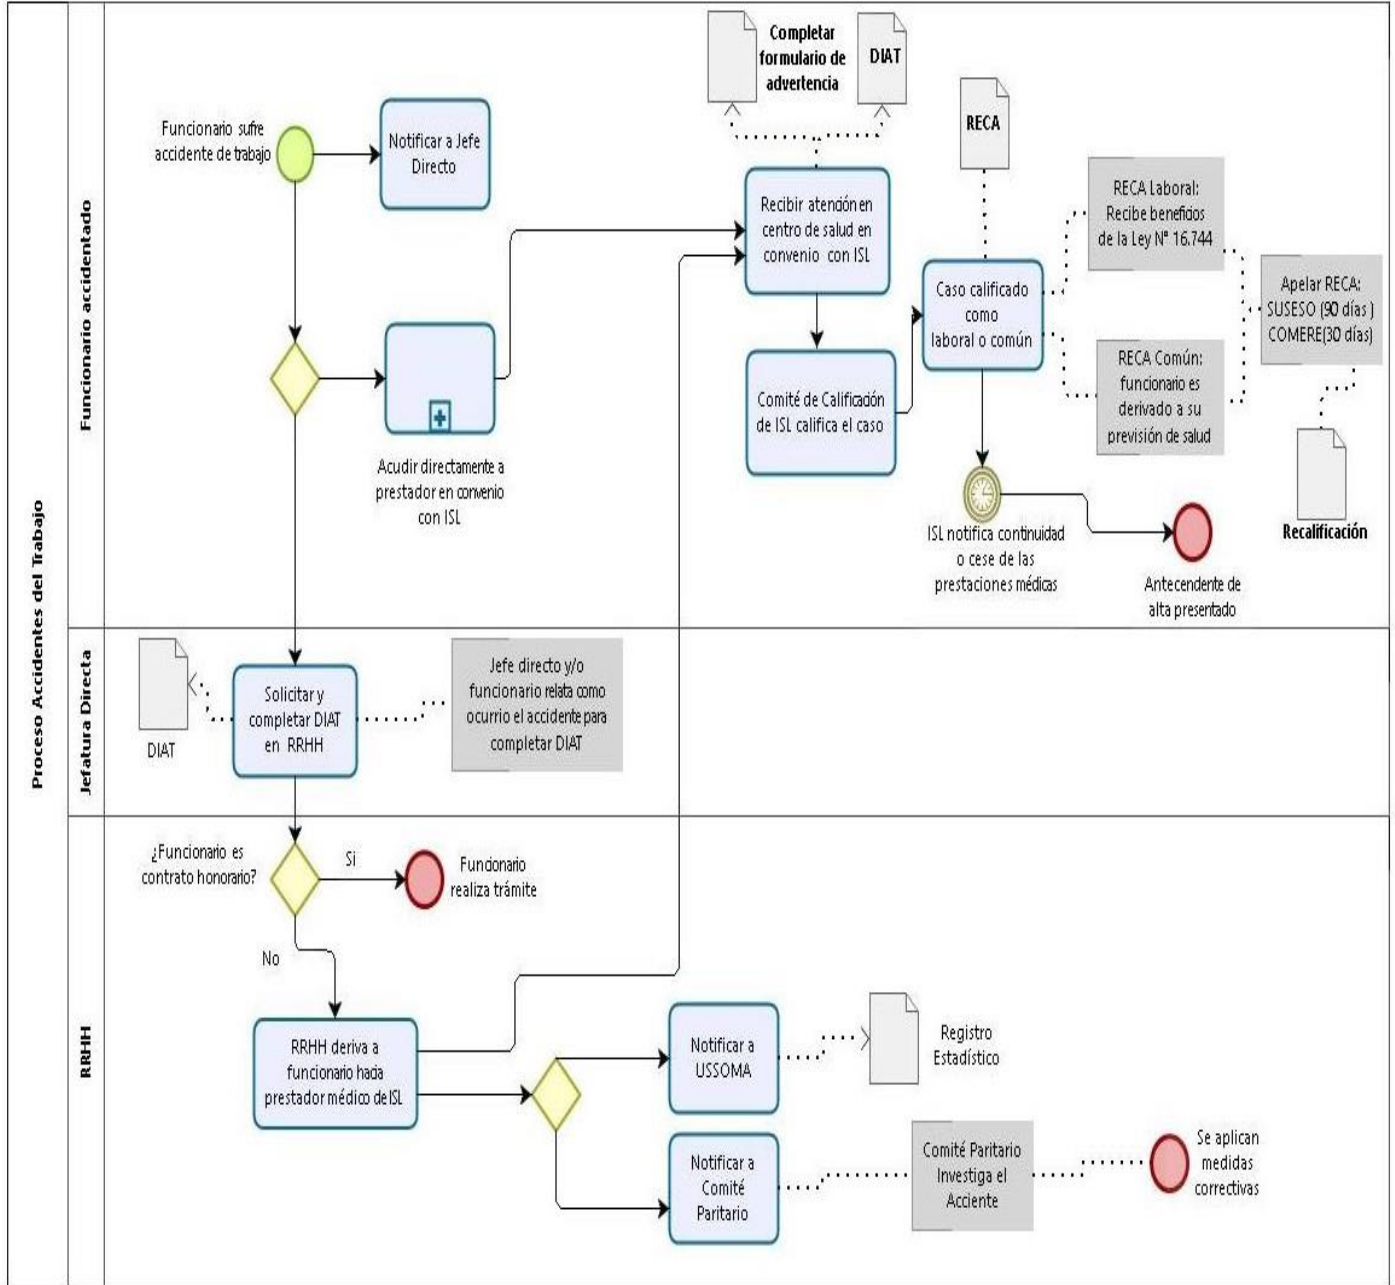 Proceso Accidentes del Trabajo
Funcionario accidentado
Funcionario sufre
accidente de trabajo
Notificar a Jefe
Directo
Acudir directamente a
prestador en convenio
con ISL
Completar
formulario de
advertencia
DIAT
Recibir atención en
centro de salud en
convenio con ISL
Comité de Calificación
de ISL califica el caso
RECA
Caso calificado
como
laboral o común
RECA Laboral:
Recibe beneficios
de la Ley N° 16.744
RECA Común:
funcionario es
derivado a su
previsión de salud
Apelar RECA:
SUSESO (90 días )
COMERE(30 días)
Recalificación
ISL notifica continuidad
o cese de las
prestaciones médicas
Antecendente de
alta presentado
Jefatura Directa
DIAT
Solicitar y
completar DIAT
en RRHH
Jefe directo y/o
funcionario relata como
ocurrio el accidente para
completar DIAT
RRHH
¿Funcionario es
contrato honorario?
Si
Funcionario
realiza trámite
No
RRHH deriva a
funcionario hacia
prestador médico de ISL
Notificar a
USSOMA
Registro
Estadístico
Notificar a
Comité
Paritario
Comité Paritario
Investiga el
Acciente
Se aplican
medidas
correctivas